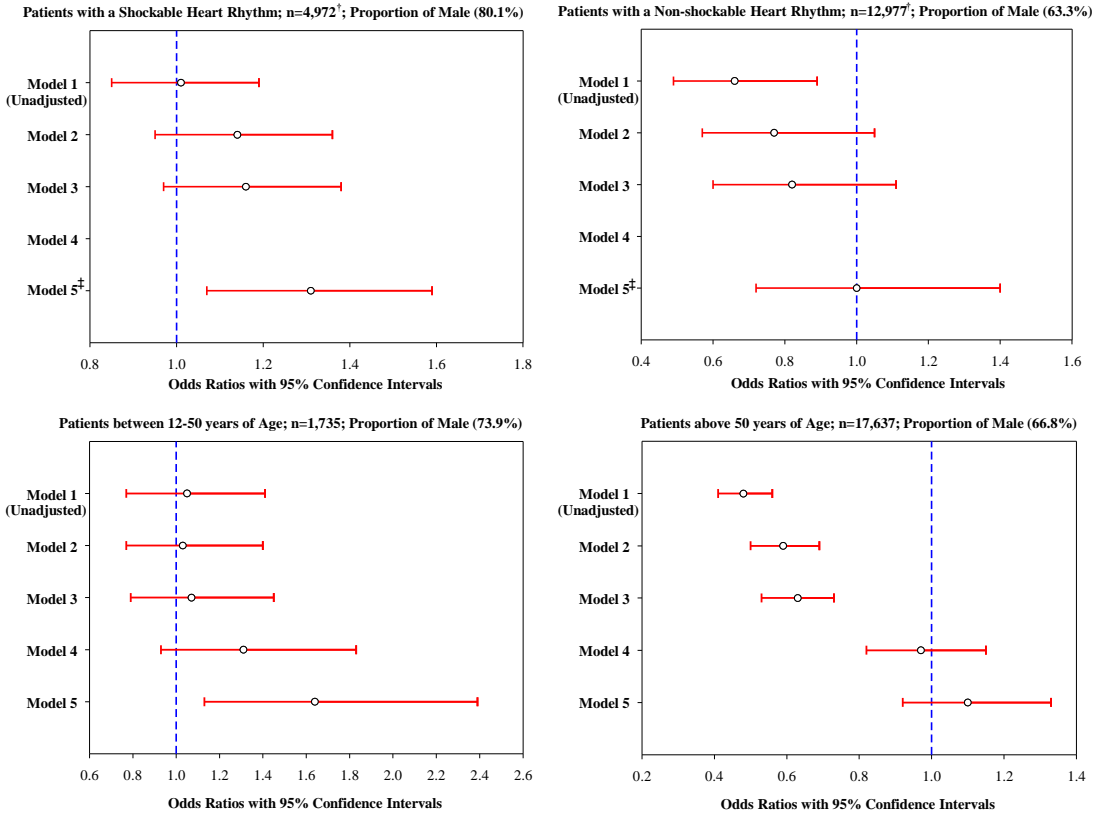 Patients with a Shockable Heart Rhythm; n=4,972†; Proportion of Male (80.1%)
Model 1
(Unadjusted)
Model 2
Model 3
Model 4
Model 5‡
0.8 1.0 1.2 1.4 1.6 1.8
Odds Ratios with 95% Confidence Intervals
Patients with a Non-shockable Heart Rhythm; n=12,977†; Proportion of Male (63.3%)
Model 1
(Unadjusted)
Model 2
Model 3
Model 4
Model 5‡
0.4 0.6 0.8 1.0 1.2 1.4 1.6
Odds Ratios with 95% Confidence Intervals
Patients between 12-50 years of Age; n=1,735; Proportion of Male (73.9%)
Model 1
(Unadjusted)
Model 2
Model 3
Model 4
Model 5
0.6 0.8 1.0 1.2 1.4 1.6 1.8 2.0 2.2 2.4 2.6
Odds Ratios with 95% Confidence Intervals
Patients above 50 years of Age; n=17,637; Proportion of Male (66.8%)
Model 1
(Unadjusted)
Model 2
Model 3
Model 4
Model 5
0.2 0.4 0.6 0.8 1.0 1.2 1.4
Odds Ratios with 95% Confidence Intervals